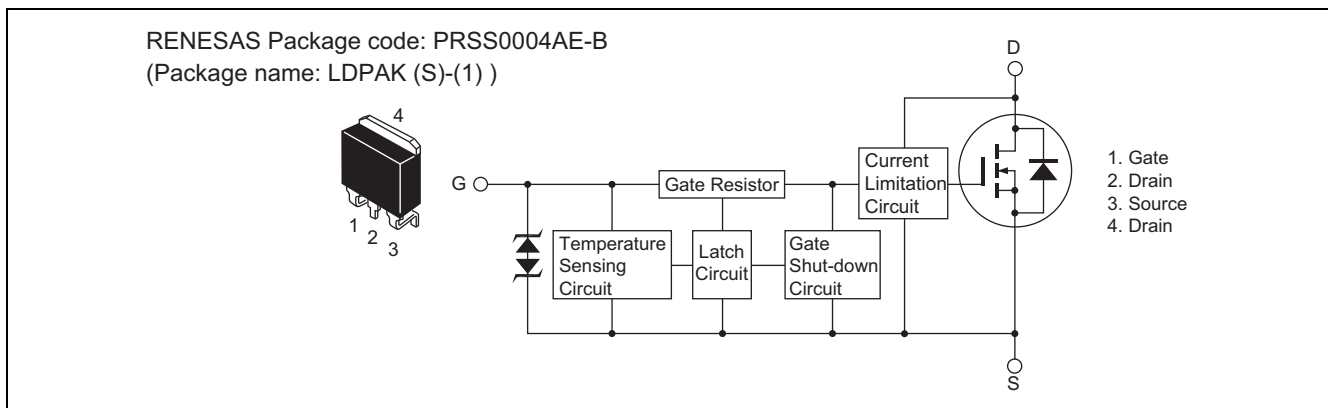 RENESAS Package code: PRSS0004AE-B
(Package name: LDPAK (S)-(1) )
4
1
2
3
D
G
Gate Resistor
Current
Limitation
Circuit
Temperature
Sensing
Circuit
Latch
Circuit
Gate
Shut-down
Circuit
S
1. Gate
2. Drain
3. Source
4. Drain